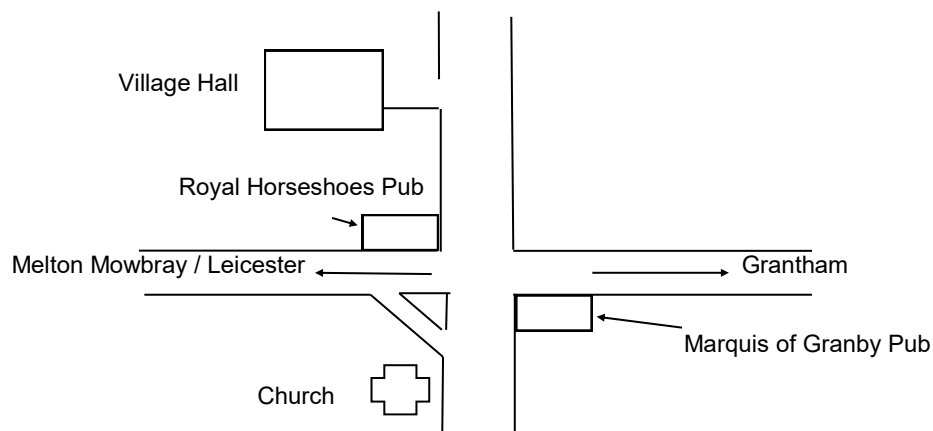 Village Hall
Royal Horseshoes Pub
Melton Mowbray / Leicester
Grantham
Marquis of Granby Pub
Church